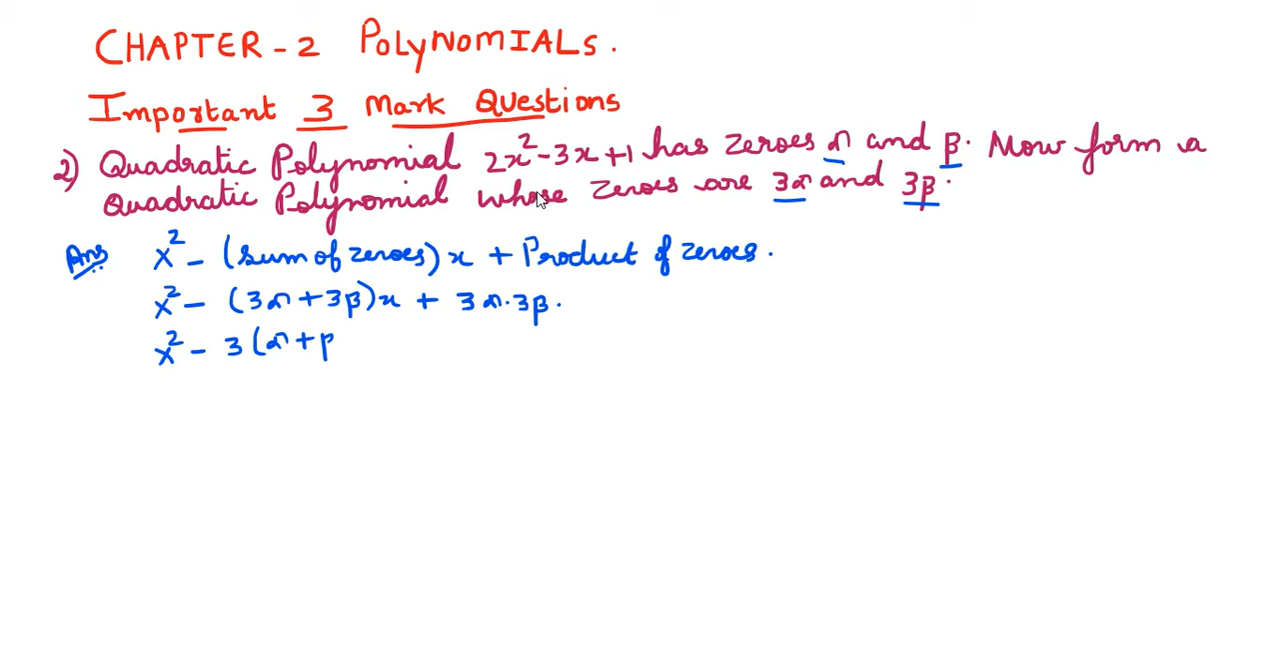 CHAPTER-2 POLYNOMIALS.
Important 3 Mark Questions
2) Quadratic Polynomial 2x²-3x+1 has zeroes α and β. Now form a
Quadratic Polynomial whose zeroes are 3α and 3β.
Ans x² - (sum of zeroes)x + Product of zeroes.
x² - (3α+3β)x + 3α.3β.
x² - 3(α+β